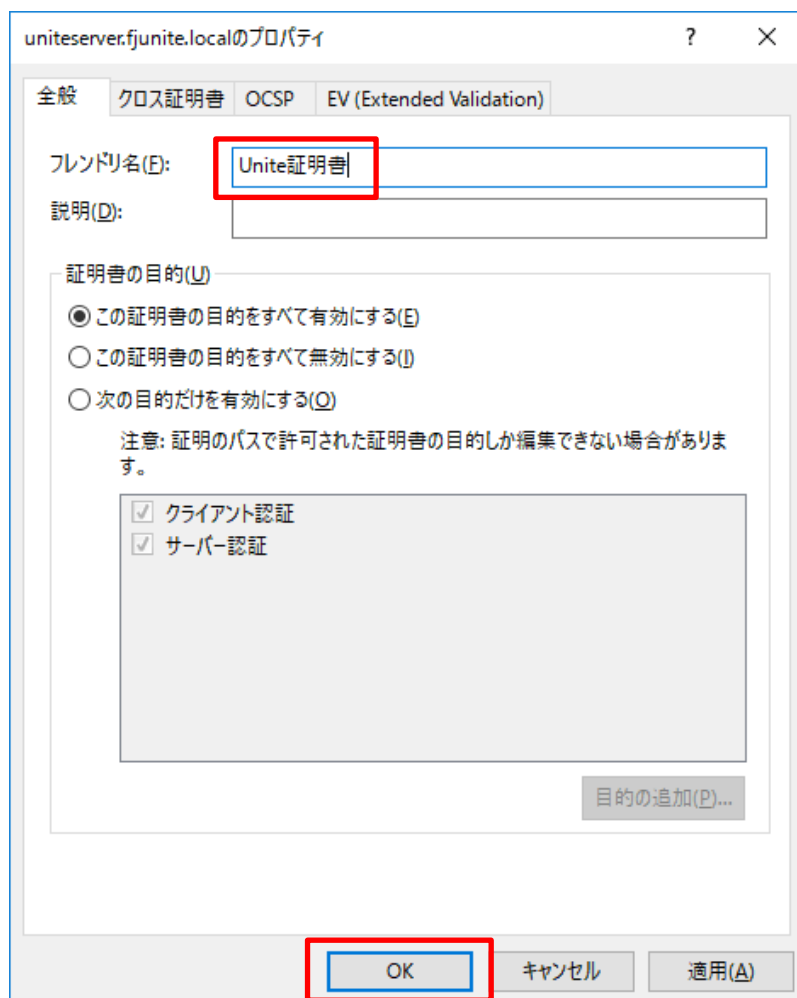 uniteserver.fjunite.localのプロパティ
?
全般 クロス証明書 OCSP EV (Extended Validation)
フレンドリ名(F): Unite証明書
説明(D):
証明書の目的(U)
この証明書の目的をすべて有効にする(E)
この証明書の目的をすべて無効にする(I)
次の目的だけを有効にする(O)
注意: 証明のパスで許可された証明書の目的しか編集できない場合がありま
す。
クライアント認証
サーバー認証
目的の追加(P)...
OK キャンセル 適用(A)